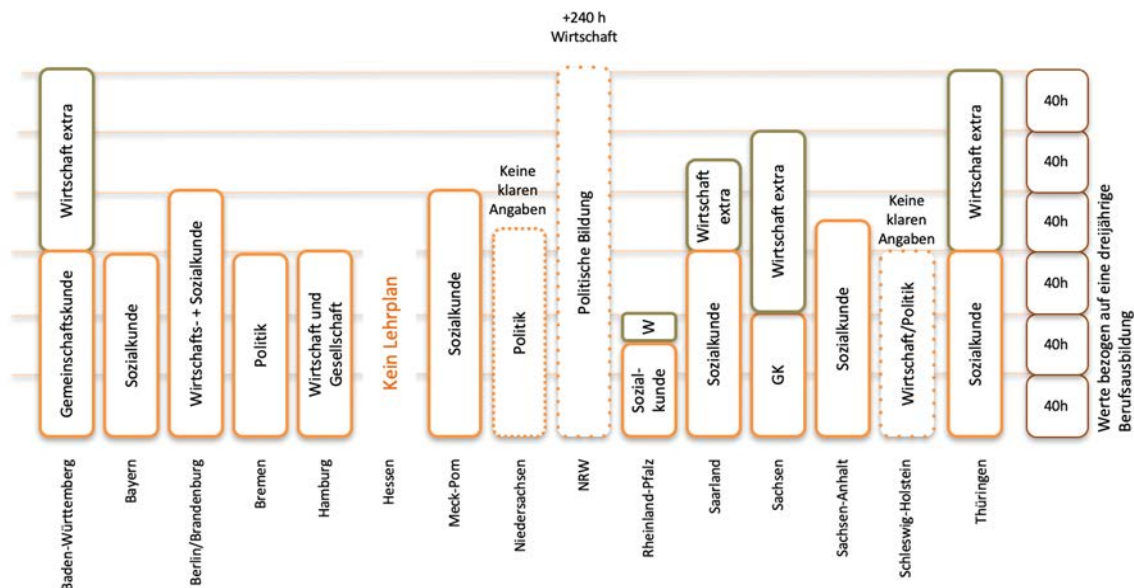 +240 h
Wirtschaft
Wirtschaft extra
Gemeinschaftskunde
Sozialkunde
Wirtschafts- + Sozialkunde
Politik
Wirtschaft und
Gesellschaft
Kein Lehrplan
Sozialkunde
Keine
klaren
Angaben
Politik
Politische Bildung
W
Sozial-
kunde
Wirtschaft
extra
Sozialkunde
Wirtschaft extra
GK
Sozialkunde
Keine
klaren
Angaben
Wirtschaft/Politik
Wirtschaft extra
Sozialkunde
40h
40h
40h
40h
40h
40h
Werte bezogen auf eine dreijährige
Berufsausbildung
Baden-Württemberg
Bayern
Berlin/Brandenburg
Bremen
Hamburg
Hessen
Meck-Pom
Niedersachsen
NRW
Rheinland-Pfalz
Saarland
Sachsen
Sachsen-Anhalt
Schleswig-Holstein
Thüringen